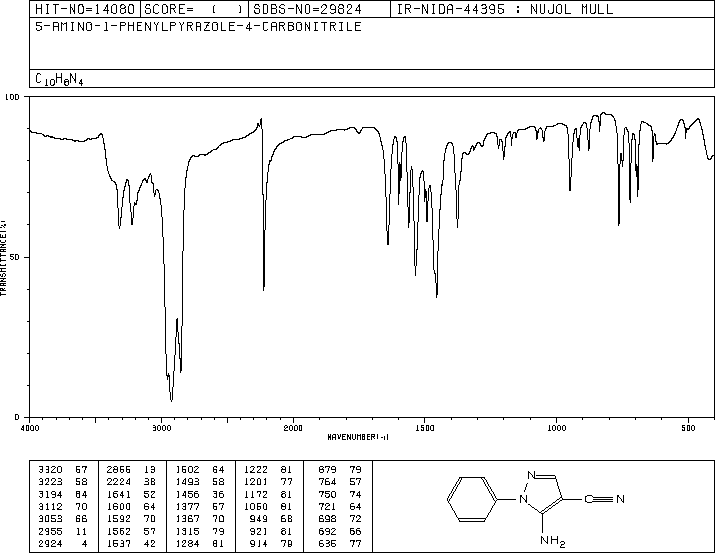 HIT-NO=14080 SCORE= ( ) SDBS-NO=29824 IR-NIDA-44395 : NUJOL MULL
5-AMINO-1-PHENYLPYRAZOLE-4-CARBONITRILE
C10H8N4
100
50
0
TRANSMITTANCE(%)
4000 3000 2000 1500 1000 500
WAVENUMBER(-1)
3320 57 2866 13 1602 64 1222 81 879 79
3223 58 2224 38 1493 58 1201 77 764 57
3194 64 1641 52 1456 36 1172 81 750 74
3112 70 1600 64 1377 57 1050 81 721 64
3053 66 1592 70 1367 70 949 68 698 72
2955 11 1562 57 1315 79 921 81 692 66
2924 4 1537 42 1284 81 914 79 636 77
N
N
C N
NH2